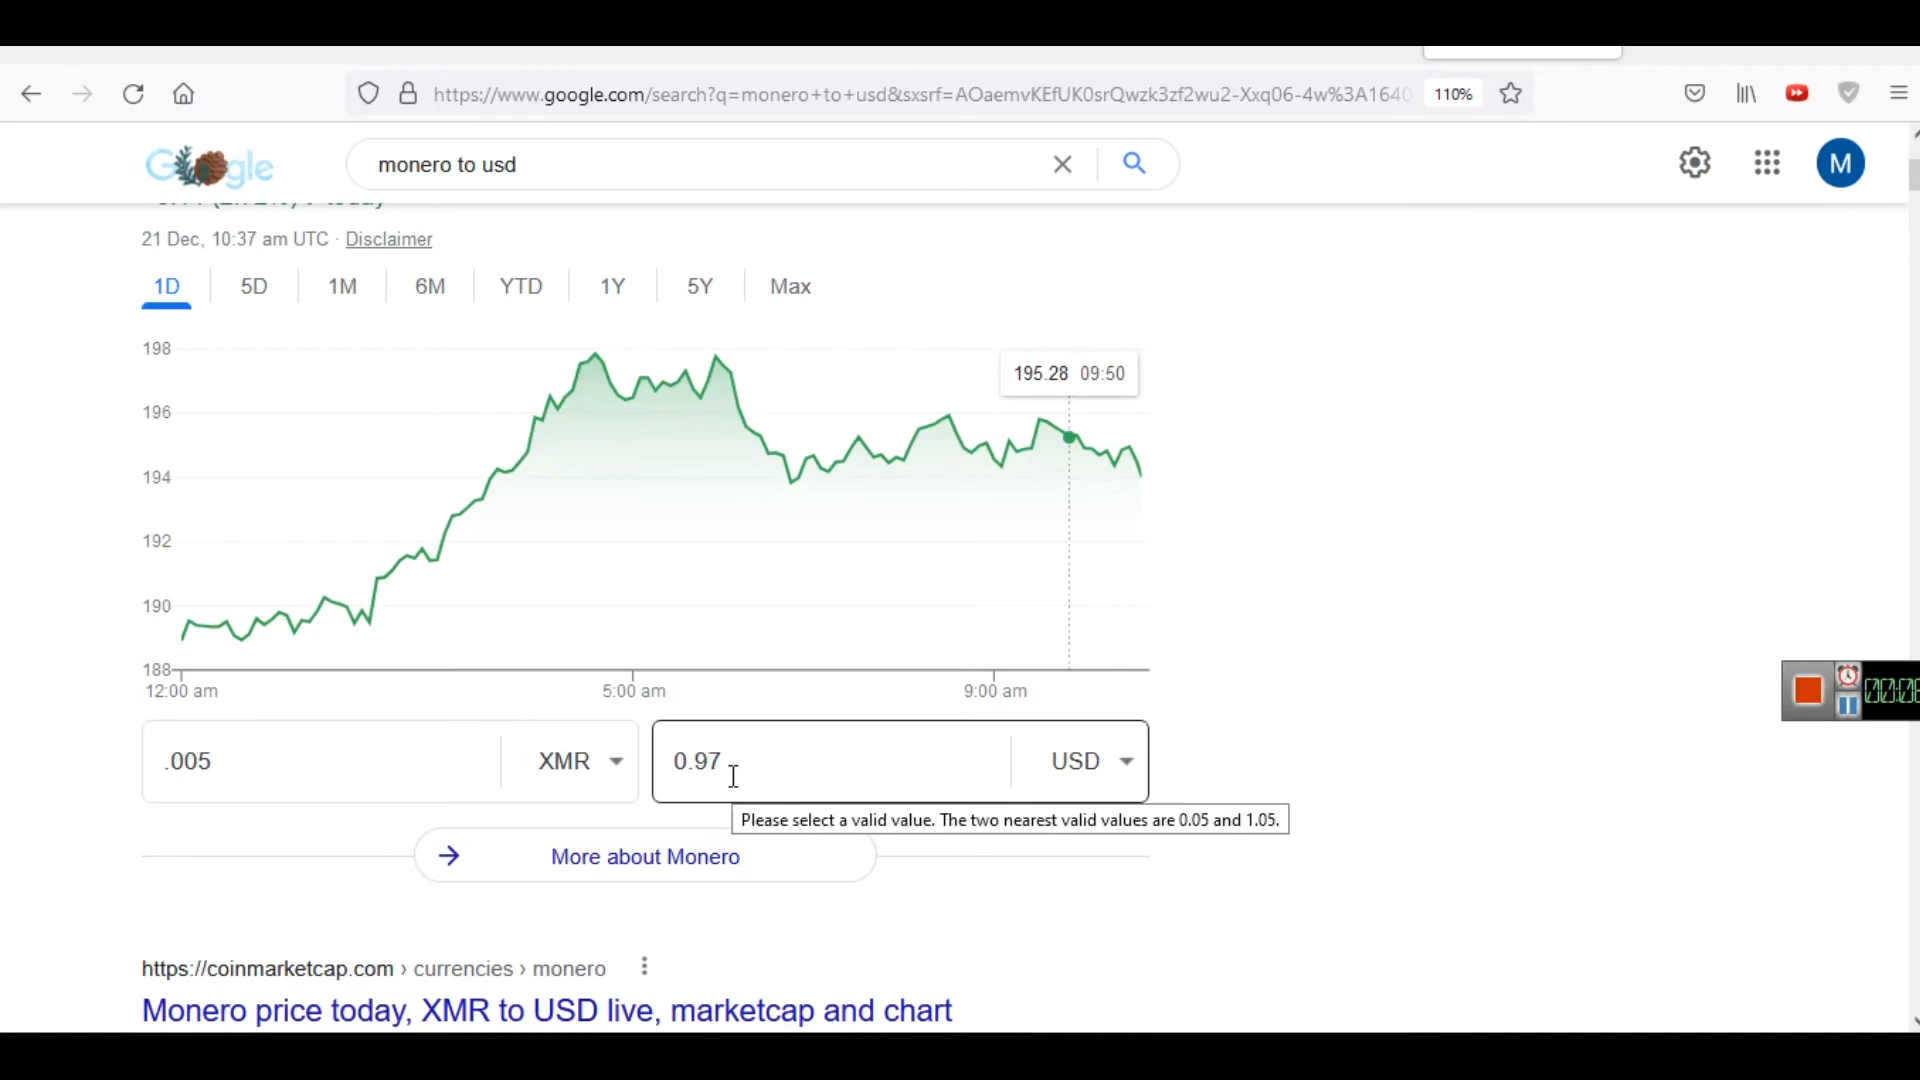 https://www.google.com/search?q=monero+to+usd&sxsrf=AOaemvKEfUK0srQwzk3zf2wu2-Xxq06-4w%3A1640
110%
Google
monero to usd
M
today
21 Dec, 10:37 am UTC · Disclaimer
1D 5D 1M 6M YTD 1Y 5Y Max
198
195.28 09:50
196
194
192
190
188
12:00 am 5:00 am 9:00 am
.005 XMR 0.97 USD
Please select a valid value. The two nearest valid values are 0.05 and 1.05.
More about Monero
https://coinmarketcap.com › currencies › monero
Monero price today, XMR to USD live, marketcap and chart